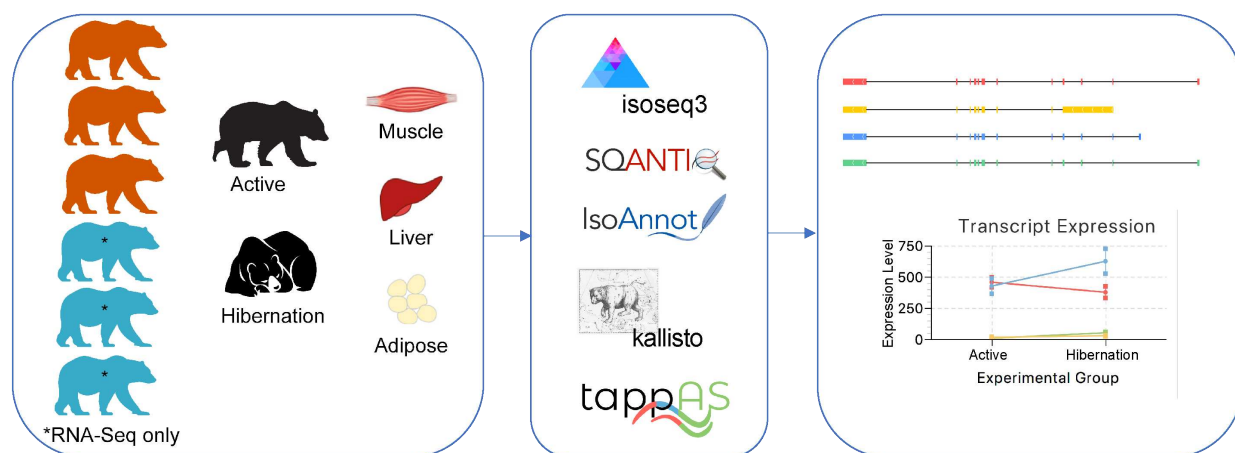 Active
Hibernation
*
*
*
*RNA-Seq only
Muscle
Liver
Adipose
isoseq3
SQANTI
IsoAnnot
kallisto
tappAS
Transcript Expression
Expression Level
750
500
250
0
Active
Hibernation
Experimental Group